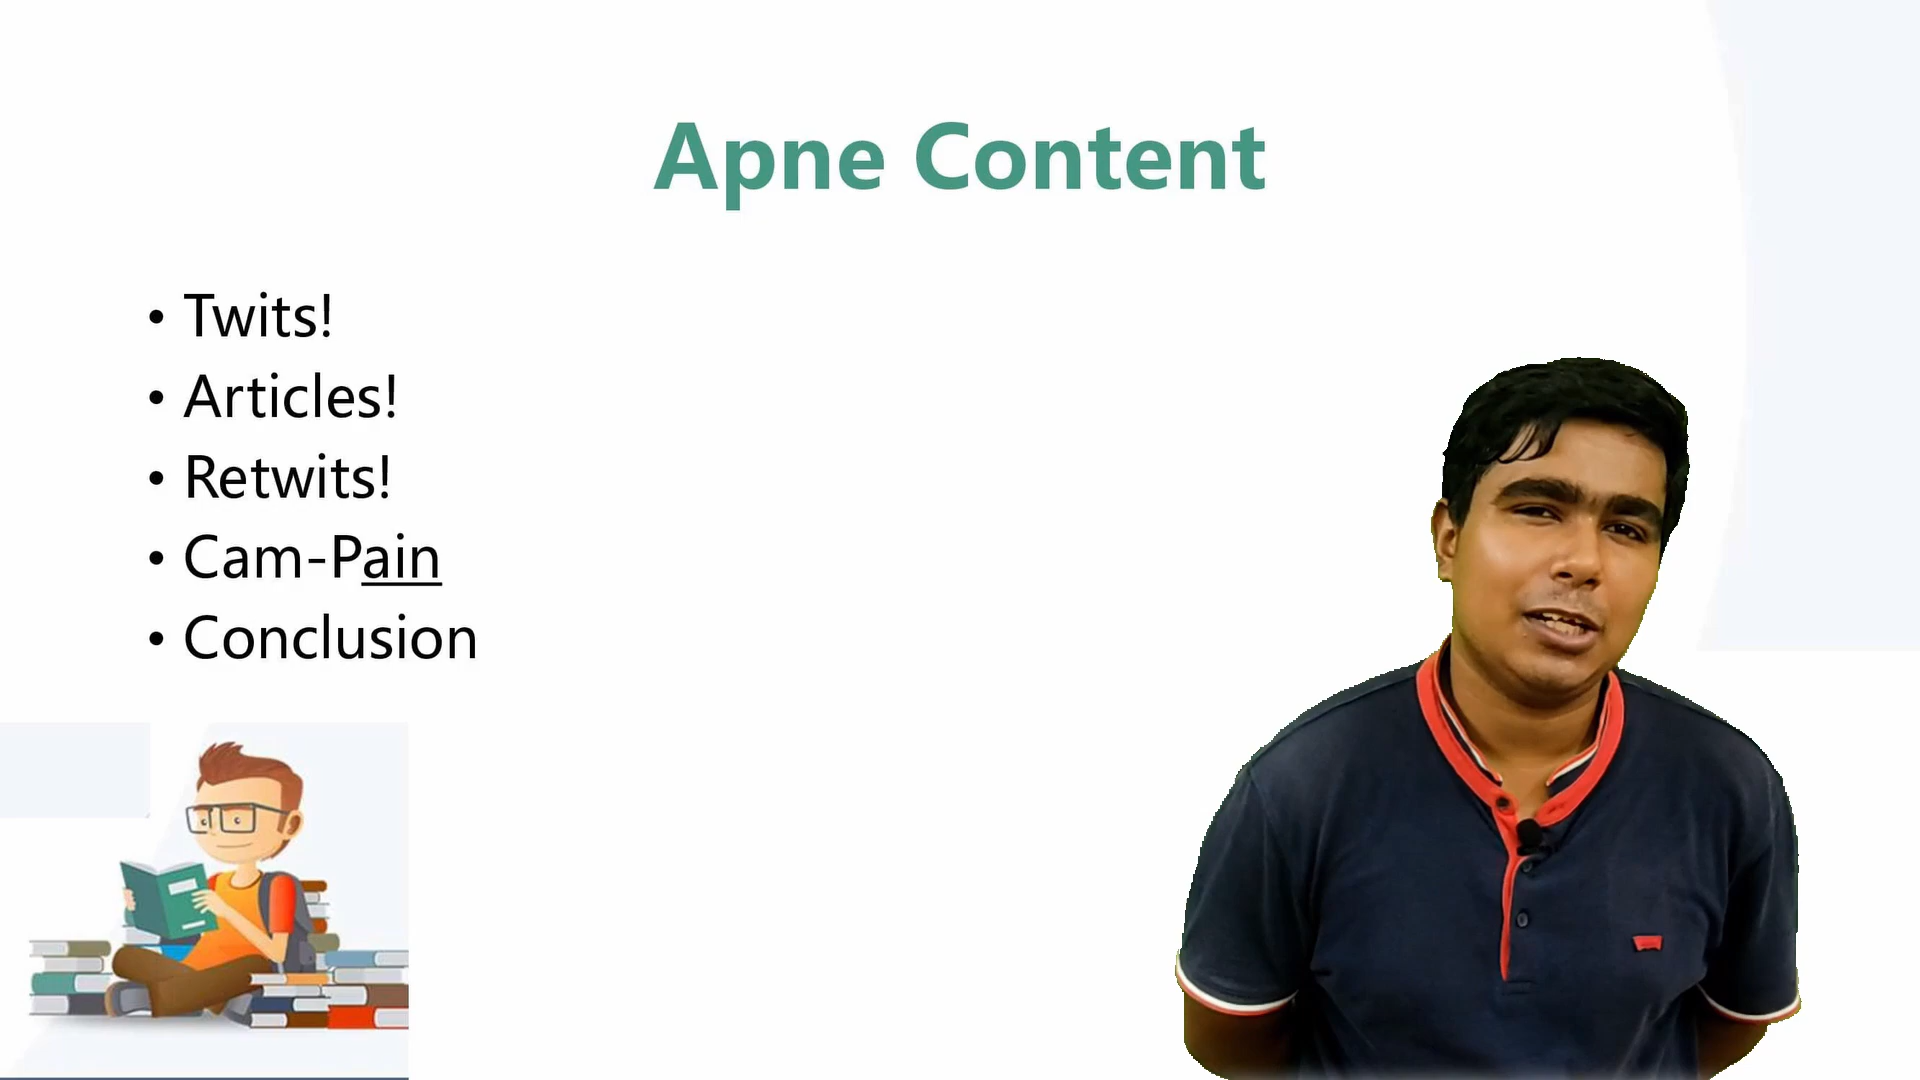 Apne Content
• Twits!
• Articles!
• Retwits!
• Cam-Pain
• Conclusion